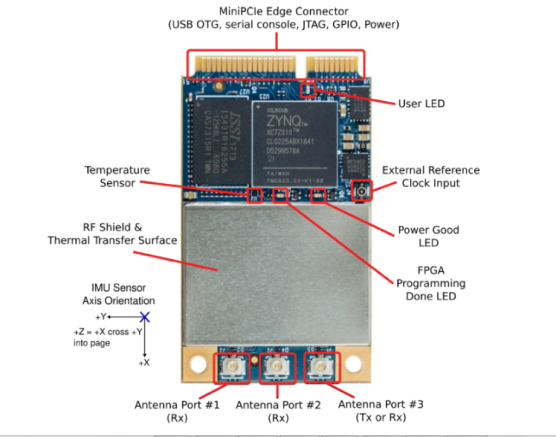 MiniPCIe Edge Connector
(USB OTG, serial console, JTAG, GPIO, Power)
User LED
XILINX
ZYNQ
TAIWAN
Temperature
Sensor
External Reference
Clock Input
RF Shield &
Thermal Transfer Surface
Power Good
LED
FPGA
Programming
Done LED
IMU Sensor
Axis Orientation
+Y
+Z = +X cross +Y
into page
+X
Antenna Port #1
(Rx)
Antenna Port #2
(Rx)
Antenna Port #3
(Tx or Rx)